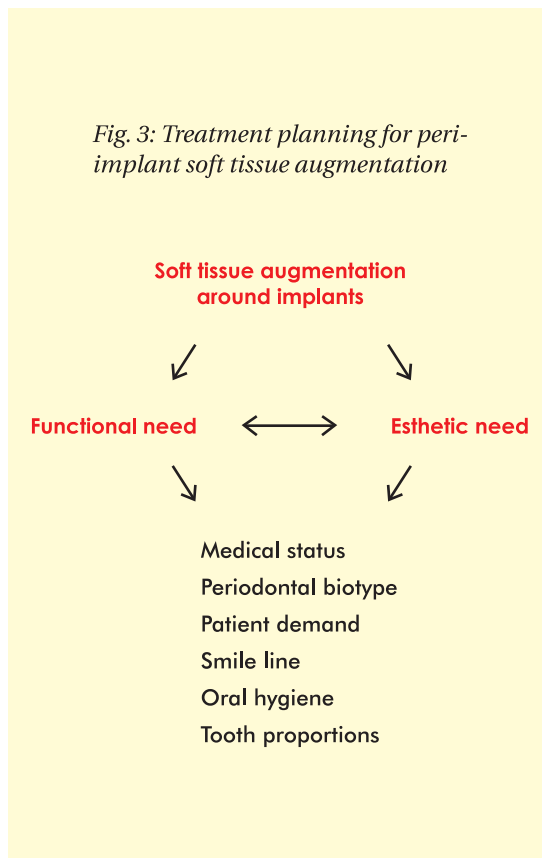 Fig. 3: Treatment planning for peri-
implant soft tissue augmentation
Soft tissue augmentation
around implants
Functional need
Esthetic need
Medical status
Periodontal biotype
Patient demand
Smile line
Oral hygiene
Tooth proportions